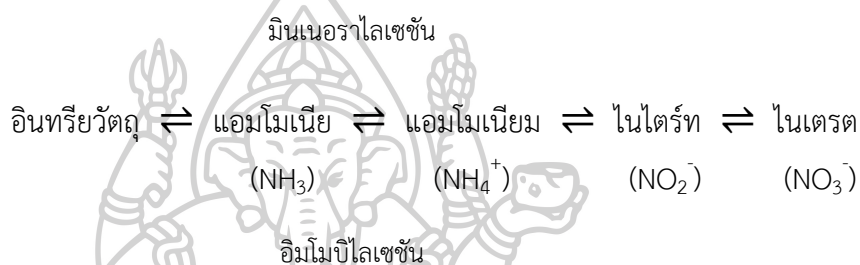 มินเนอราไลเซชัน
อินทรียวัตถุ ⇌ แอมโมเนีย ⇌ แอมโมเนียม ⇌ ไนไตร์ท ⇌ ไนเตรต
(NH₃) (NH₄⁺) (NO₂⁻) (NO₃⁻)
อิมโมบิไลเซชัน